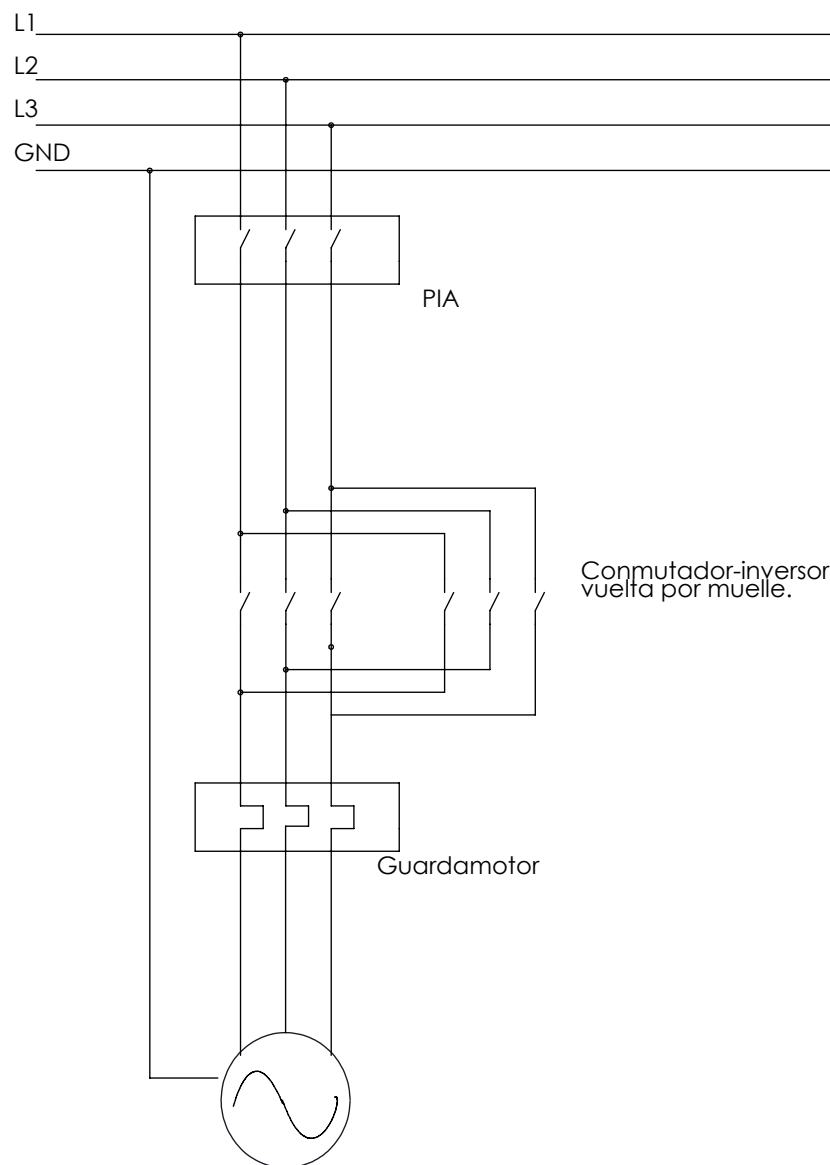 L1
L2
L3
GND
PIA
Conmutador-inversor
vuelta por muelle.
Guardamotor